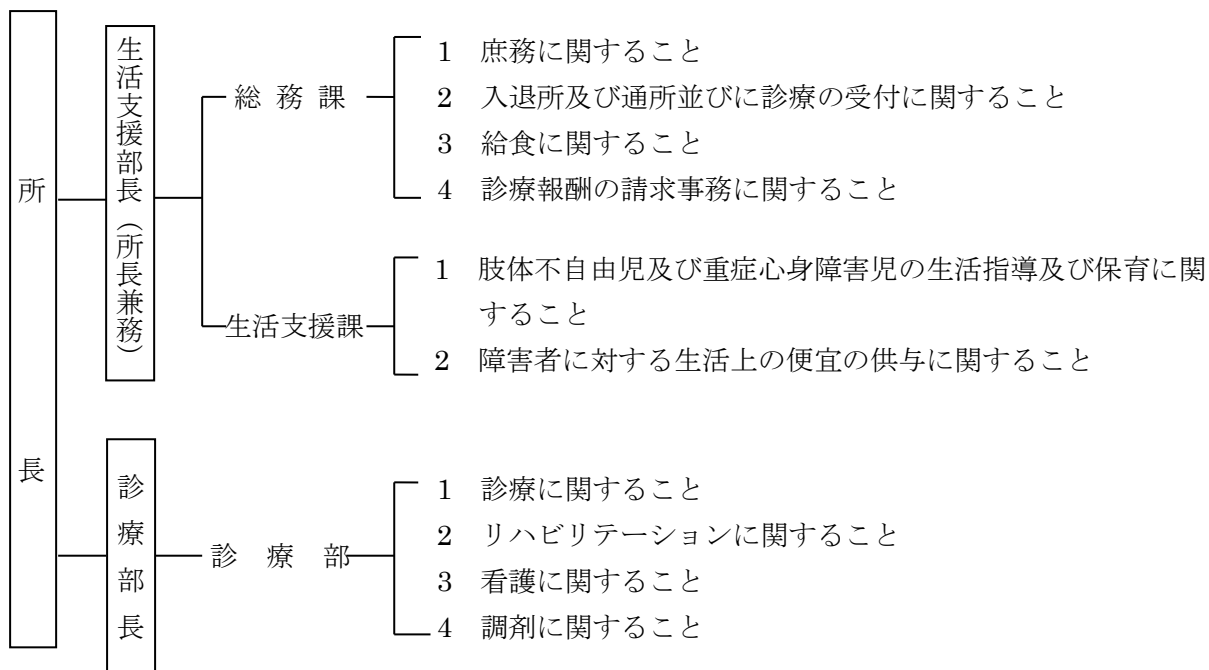 所長
生活支援部長（所長兼務）
総務課
1 庶務に関すること
2 入退所及び通所並びに診療の受付に関すること
3 給食に関すること
4 診療報酬の請求事務に関すること
生活支援課
1 肢体不自由児及び重症心身障害児の生活指導及び保育に関
すること
2 障害者に対する生活上の便宜の供与に関すること
診療部長
診療部
1 診療に関すること
2 リハビリテーションに関すること
3 看護に関すること
4 調剤に関すること